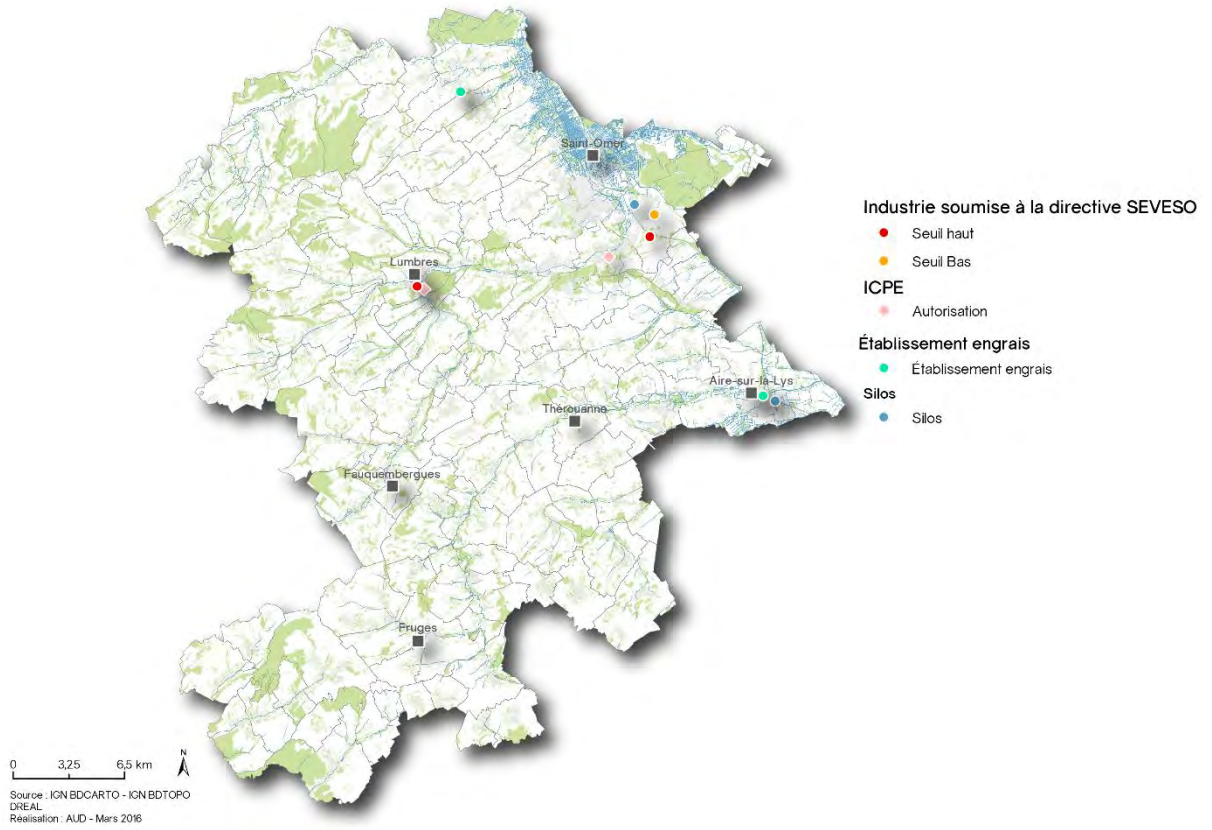 Saint-Omer
Lumbres
Aire-sur-la-Lys
Thérouanne
Fauquembergues
Fruges
Industrie soumise à la directive SEVESO
Seuil haut
Seuil Bas
ICPE
Autorisation
Établissement engrais
Établissement engrais
Silos
Silos
0 3,25 6,5 km
N
Source : IGN BDCARTO - IGN BDTOPO
DREAL
Réalisation : AUD - Mars 2016